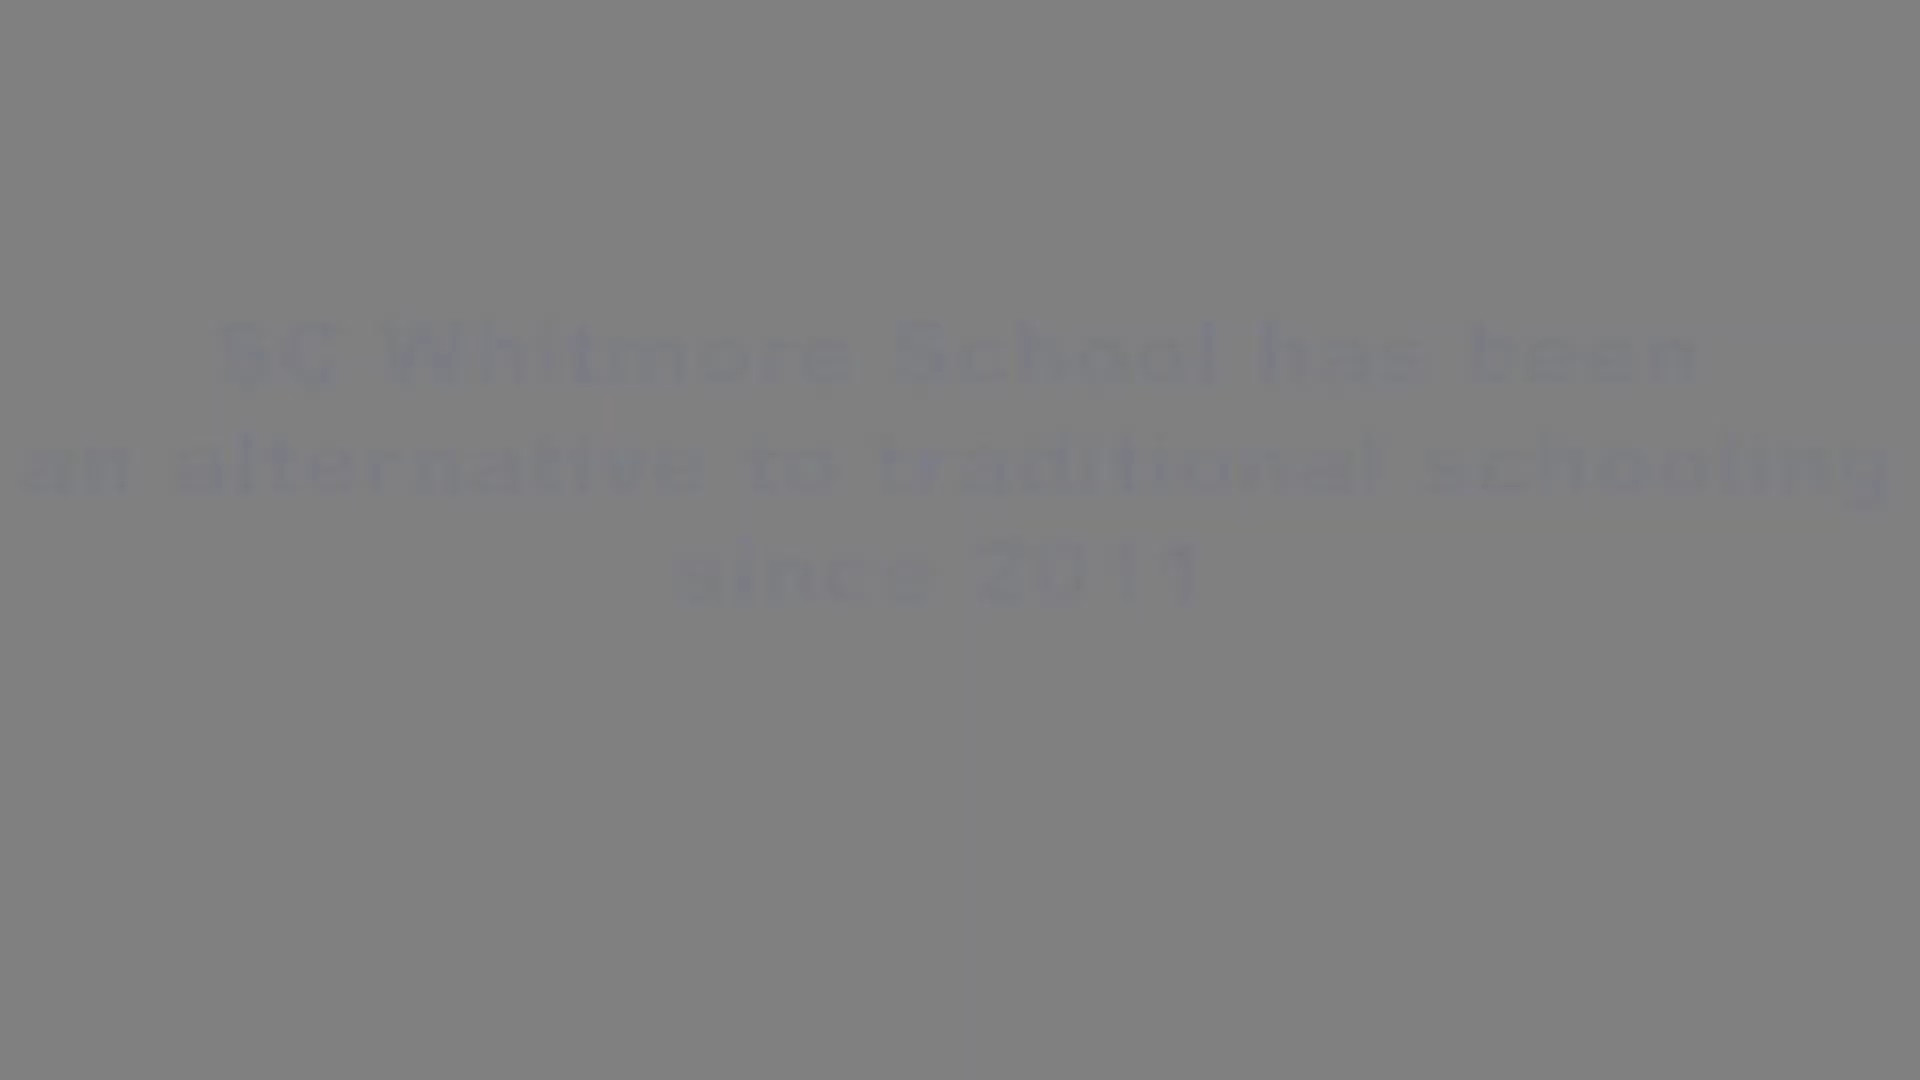 SC Whitmore School has been
an alternative to traditional schooling
since 2011